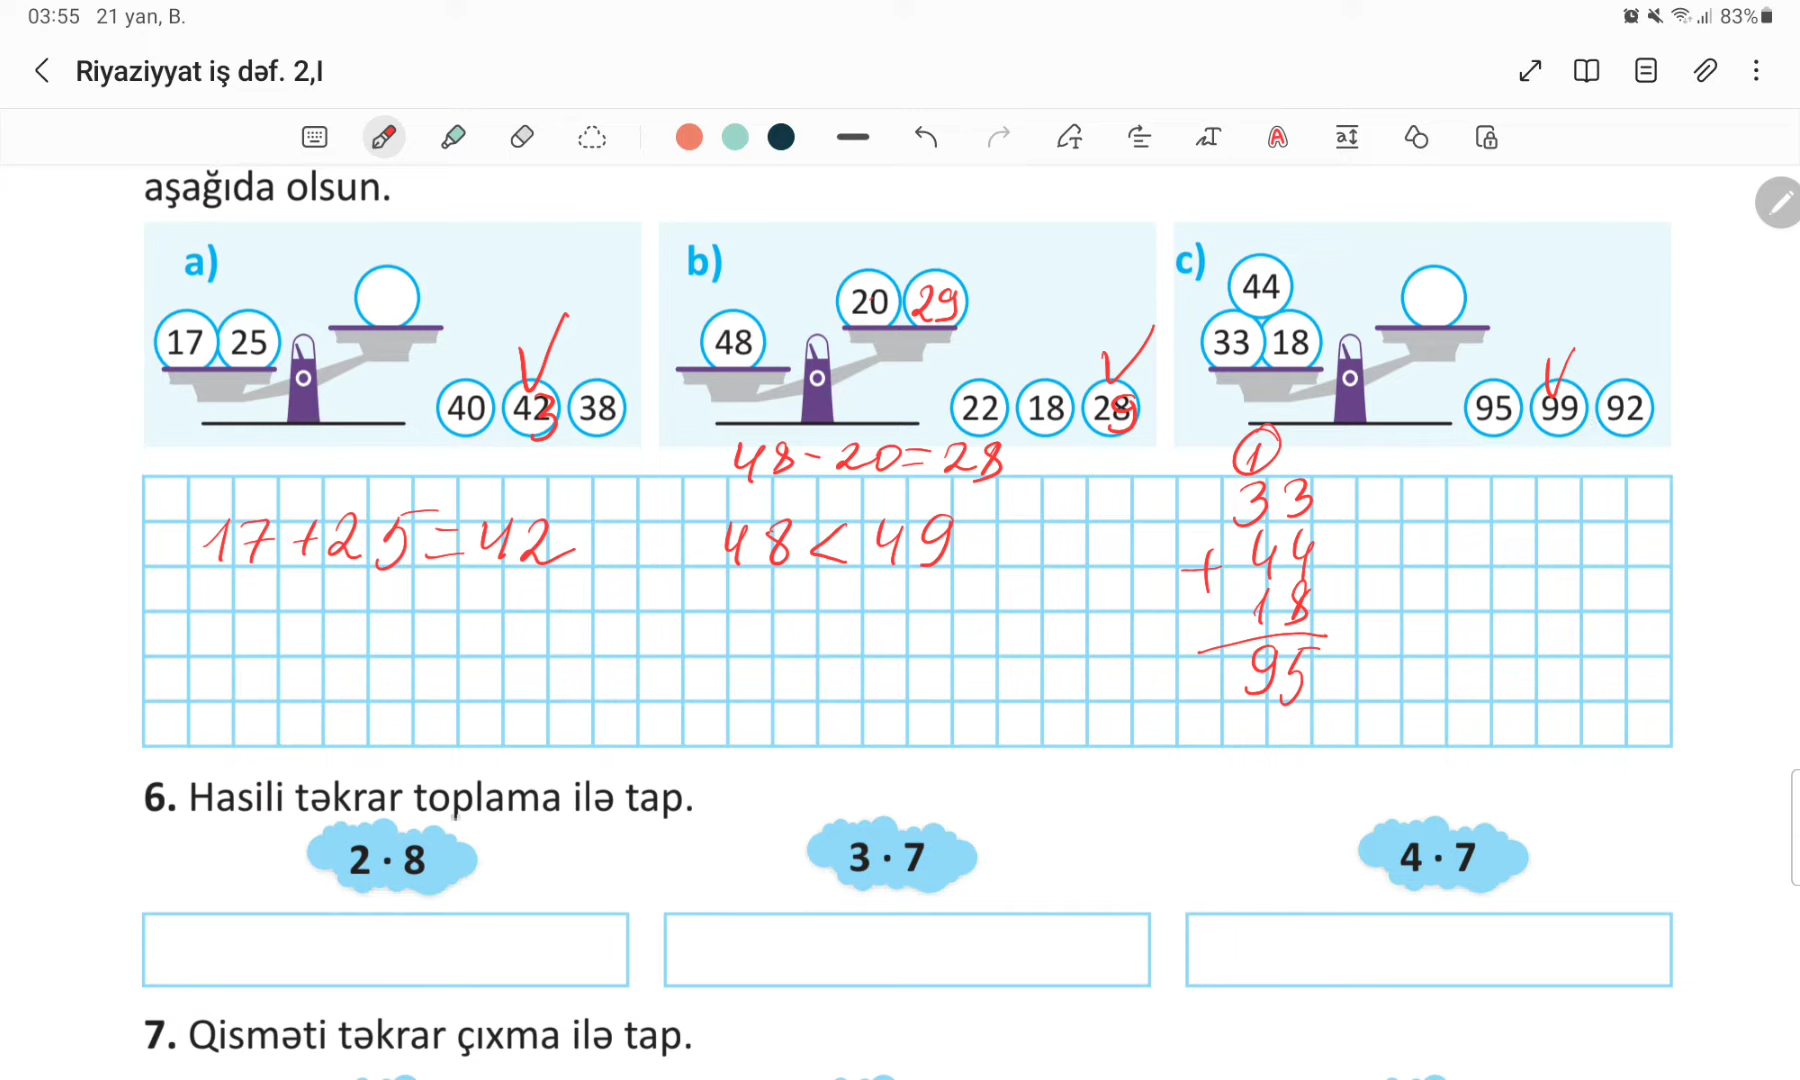 03:55 21 yan, B.
83%
Riyaziyyat iş dəf. 2,I
aşağıda olsun.
a)
17 25
40 42 3 38
b)
48
20 29
22 18 28 9
c)
44
33 18
95 99 92
48-20=28
17+25=42
48<49
1
33
+ 44
18
95
6. Hasili təkrar toplama ilə tap.
2 · 8
3 · 7
4 · 7
7. Qisməti təkrar çıxma ilə tap.